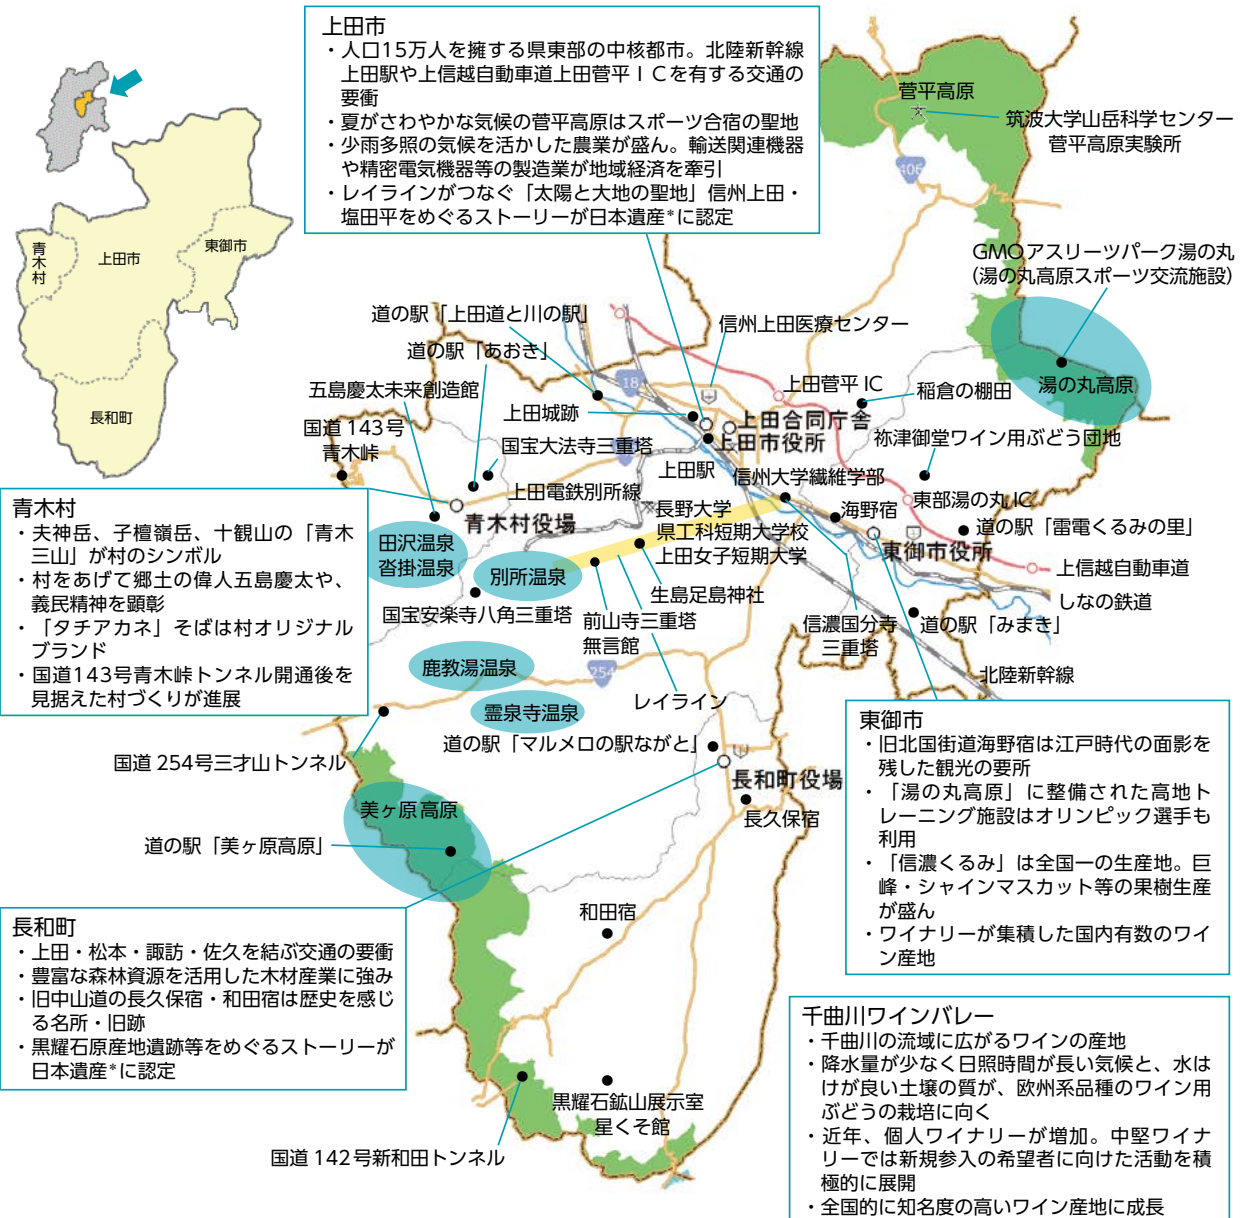 上田市
・人口15万人を擁する県東部の中核都市。北陸新幹線
上田駅や上信越自動車道上田菅平ＩＣを有する交通の
要衝
・夏がさわやかな気候の菅平高原はスポーツ合宿の聖地
・少雨多照の気候を活かした農業が盛ん。輸送関連機器
や精密電気機器等の製造業が地域経済を牽引
・レイラインがつなぐ「太陽と大地の聖地」信州上田・
塩田平をめぐるストーリーが日本遺産*に認定
菅平高原
筑波大学山岳科学センター
菅平高原実験所
406
青木村
上田市
東御市
長和町
GMOアスリーツパーク湯の丸
(湯の丸高原スポーツ交流施設)
湯の丸高原
道の駅「上田道と川の駅」
信州上田医療センター
道の駅「あおき」
18
上田菅平 IC
稲倉の棚田
五島慶太未来創造館
上田城跡
上田合同庁舎
上田市役所
祢津御堂ワイン用ぶどう団地
国道 143号
青木峠
国宝大法寺三重塔
上田駅
信州大学繊維学部
上田電鉄別所線
東部湯の丸 IC
長野大学
海野宿
道の駅「雷電くるみの里」
青木村役場
県工科短期大学校
東御市役所
上田女子短期大学
上信越自動車道
田沢温泉
沓掛温泉
別所温泉
しなの鉄道
生島足島神社
国宝安楽寺八角三重塔
前山寺三重塔
無言館
信濃国分寺
三重塔
道の駅「みまき」
北陸新幹線
青木村
・夫神岳、子檀嶺岳、十観山の「青木
三山」が村のシンボル
・村をあげて郷土の偉人五島慶太や、
義民精神を顕彰
・「タチアカネ」そばは村オリジナル
ブランド
・国道143号青木峠トンネル開通後を
見据えた村づくりが進展
鹿教湯温泉
254
霊泉寺温泉
レイライン
道の駅「マルメロの駅ながと」
国道 254号三才山トンネル
長和町役場
長久保宿
美ヶ原高原
道の駅「美ヶ原高原」
東御市
・旧北国街道海野宿は江戸時代の面影を
残した観光の要所
・「湯の丸高原」に整備された高地ト
レーニング施設はオリンピック選手も
利用
・「信濃くるみ」は全国一の生産地。巨
峰・シャインマスカット等の果樹生産
が盛ん
・ワイナリーが集積した国内有数のワイ
ン産地
長和町
・上田・松本・諏訪・佐久を結ぶ交通の要衝
・豊富な森林資源を活用した木材産業に強み
・旧中山道の長久保宿・和田宿は歴史を感じ
る名所・旧跡
・黒耀石原産地遺跡等をめぐるストーリーが
日本遺産*に認定
和田宿
黒耀石鉱山展示室
星くそ館
国道 142号新和田トンネル
千曲川ワインバレー
・千曲川の流域に広がるワインの産地
・降水量が少なく日照時間が長い気候と、水は
けが良い土壌の質が、欧州系品種のワイン用
ぶどうの栽培に向く
・近年、個人ワイナリーが増加。中堅ワイナ
リーでは新規参入の希望者に向けた活動を積
極的に展開
・全国的に知名度の高いワイン産地に成長